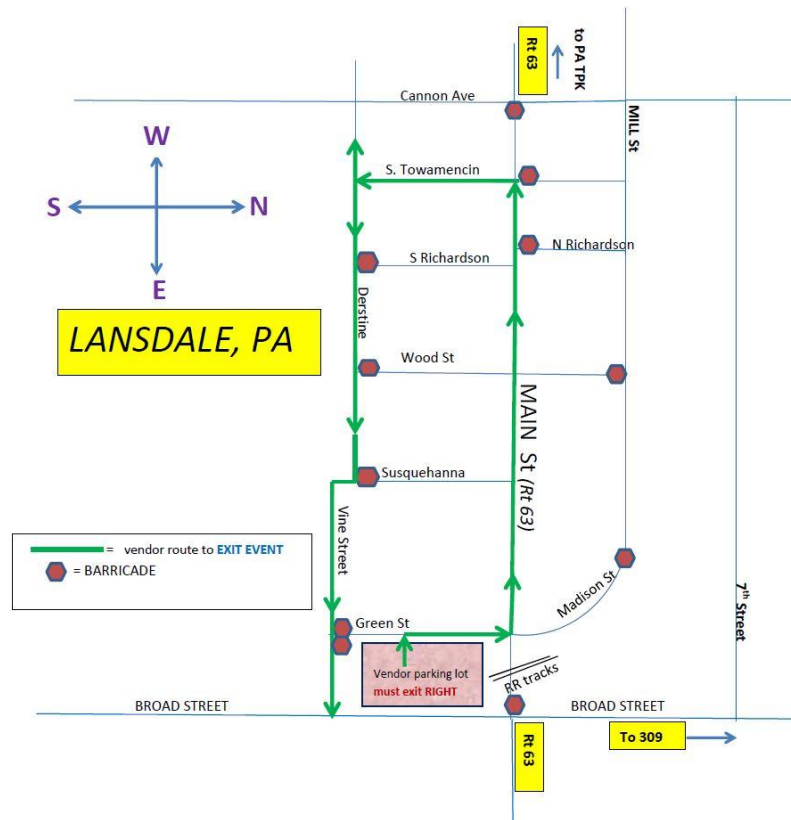 Rt 63
to PA TPK
Cannon Ave
MILL St
W
S
N
E
S. Towamencin
N Richardson
S Richardson
Derstine
LANSDALE, PA
Wood St
MAIN St (Rt 63)
Susquehanna
Vine Street
= vendor route to EXIT EVENT
= BARRICADE
Madison St
7th Street
Green St
Vendor parking lot
must exit RIGHT
RR tracks
BROAD STREET
BROAD STREET
Rt 63
To 309